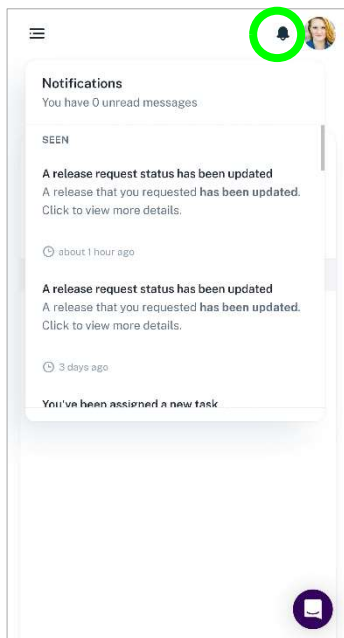 Notifications
You have 0 unread messages
SEEN
A release request status has been updated
A release that you requested has been updated.
Click to view more details.
about 1 hour ago
A release request status has been updated
A release that you requested has been updated.
Click to view more details.
3 days ago
You've been assigned a new task